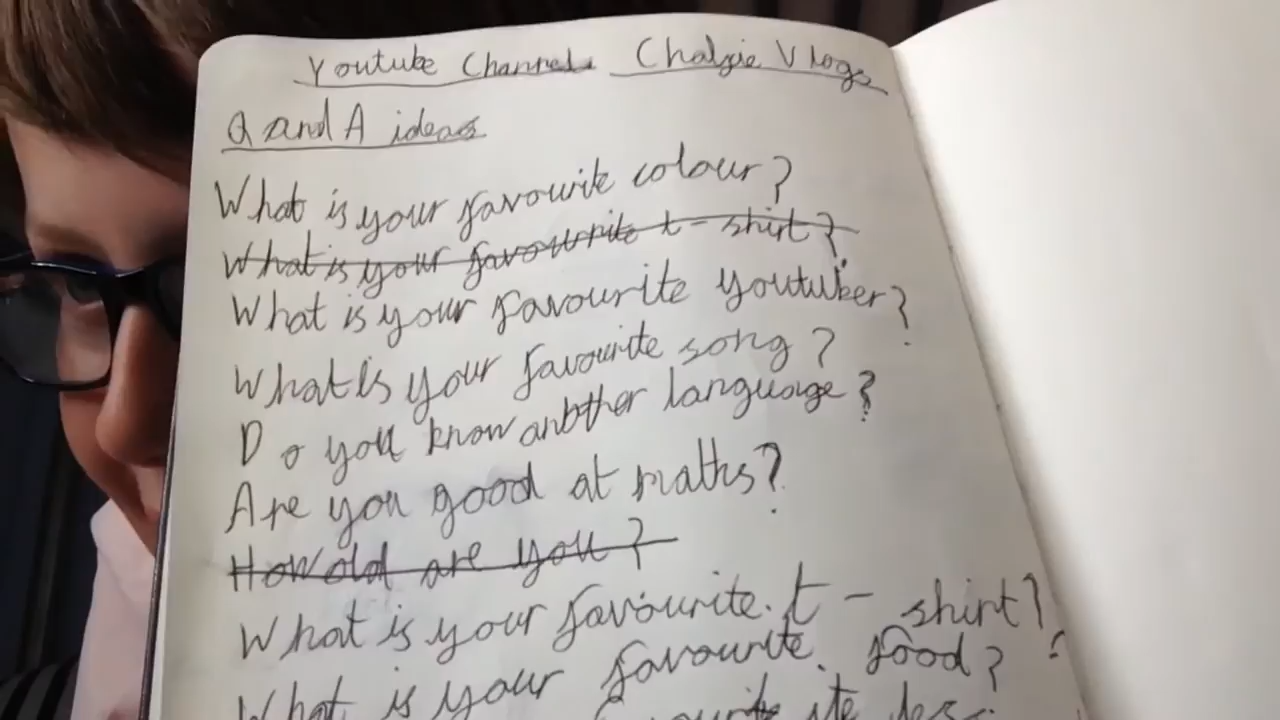 Youtube Channel Chalgie Vlogs
Q and A ideas
What is your favourite colour?
What is your favourite t-shirt?
What is your favourite youtuber?
What is your favourite song?
Do you know another language?
Are you good at maths?
How old are you?
What is your favourite t-shirt?
What is your favourite food?